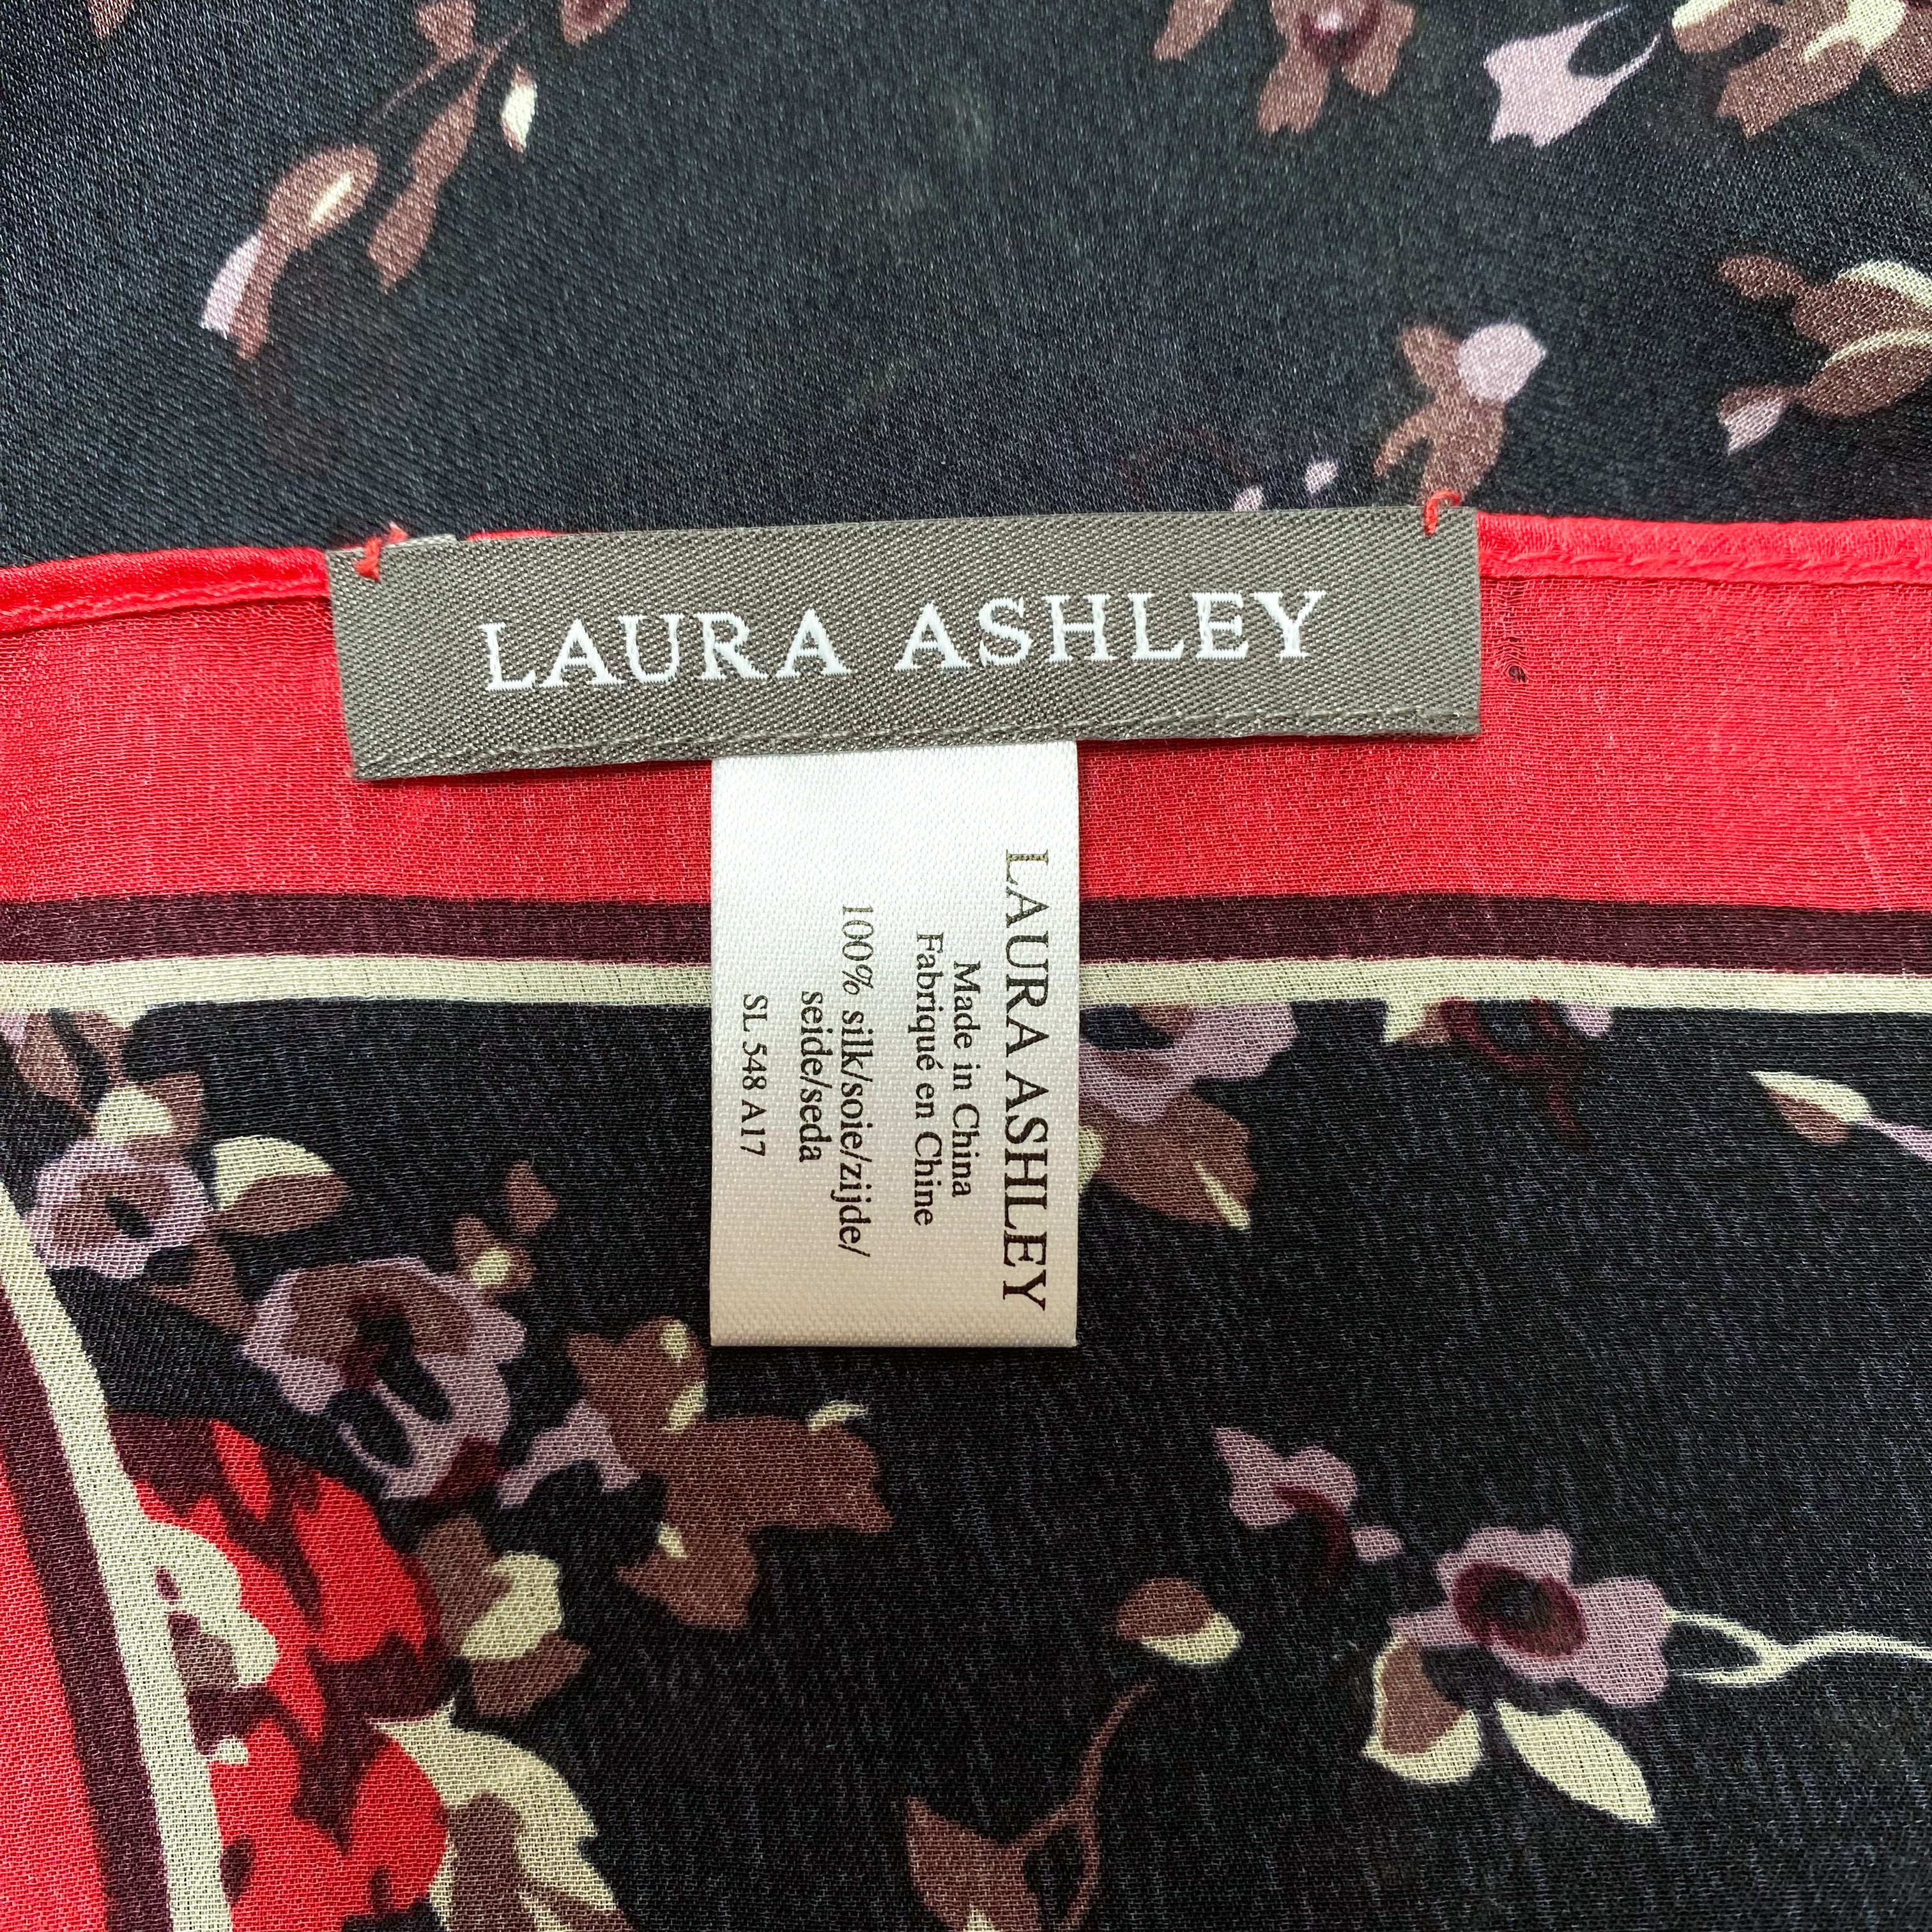 LAURA ASHLEY
LAURA ASHLEY
Made in China
Fabriqué en Chine
100% silk/soie/zijde/
seide/seda
SL 548 A17